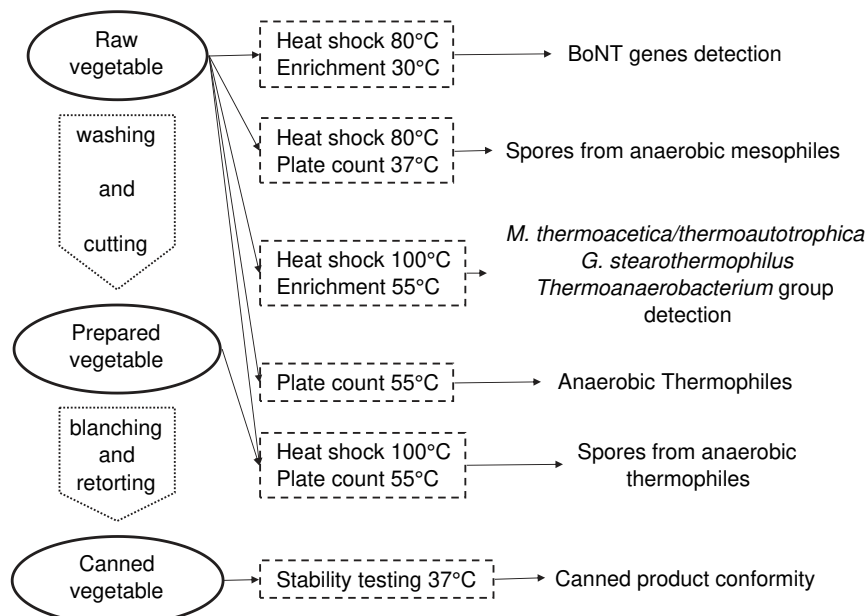 Raw
vegetable
Heat shock 80°C
Enrichment 30°C
BoNT genes detection
washing
and
cutting
Heat shock 80°C
Plate count 37°C
Spores from anaerobic mesophiles
Heat shock 100°C
Enrichment 55°C
M. thermoacetica/thermoautotrophica
G. stearothermophilus
Thermoanaerobacterium group
detection
Prepared
vegetable
Plate count 55°C
Anaerobic Thermophiles
blanching
and
retorting
Heat shock 100°C
Plate count 55°C
Spores from anaerobic
thermophiles
Canned
vegetable
Stability testing 37°C
Canned product conformity